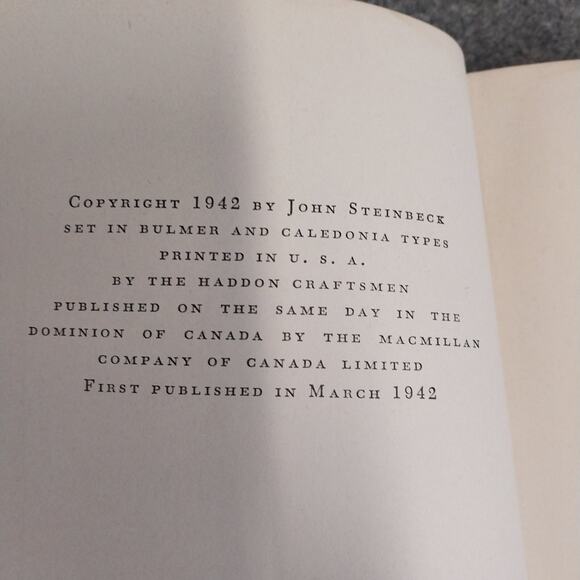 Copyright 1942 by John Steinbeck
set in bulmer and caledonia types
printed in u. s. a.
by the haddon craftsmen
published on the same day in the
dominion of canada by the macmillan
company of canada limited
First published in March 1942